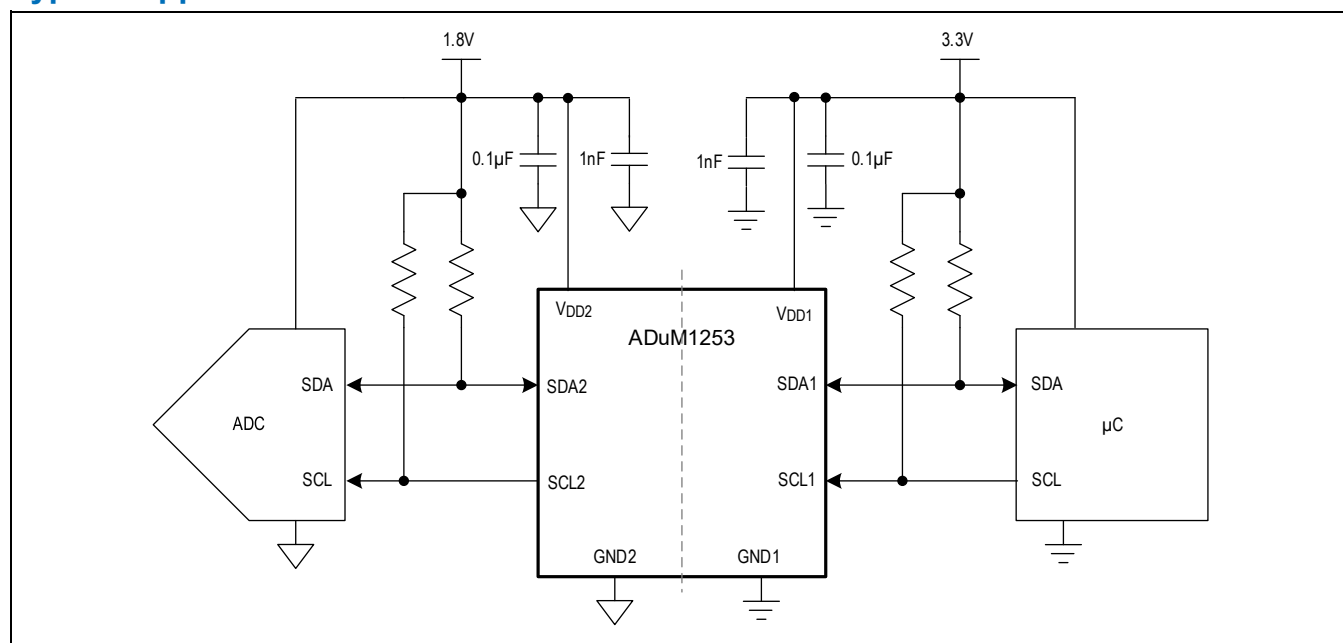 1.8V
3.3V
0.1µF
1nF
1nF
0.1µF
VDD2
VDD1
ADuM1253
SDA
SDA2
SDA1
SDA
ADC
µC
SCL
SCL2
SCL1
SCL
GND2
GND1